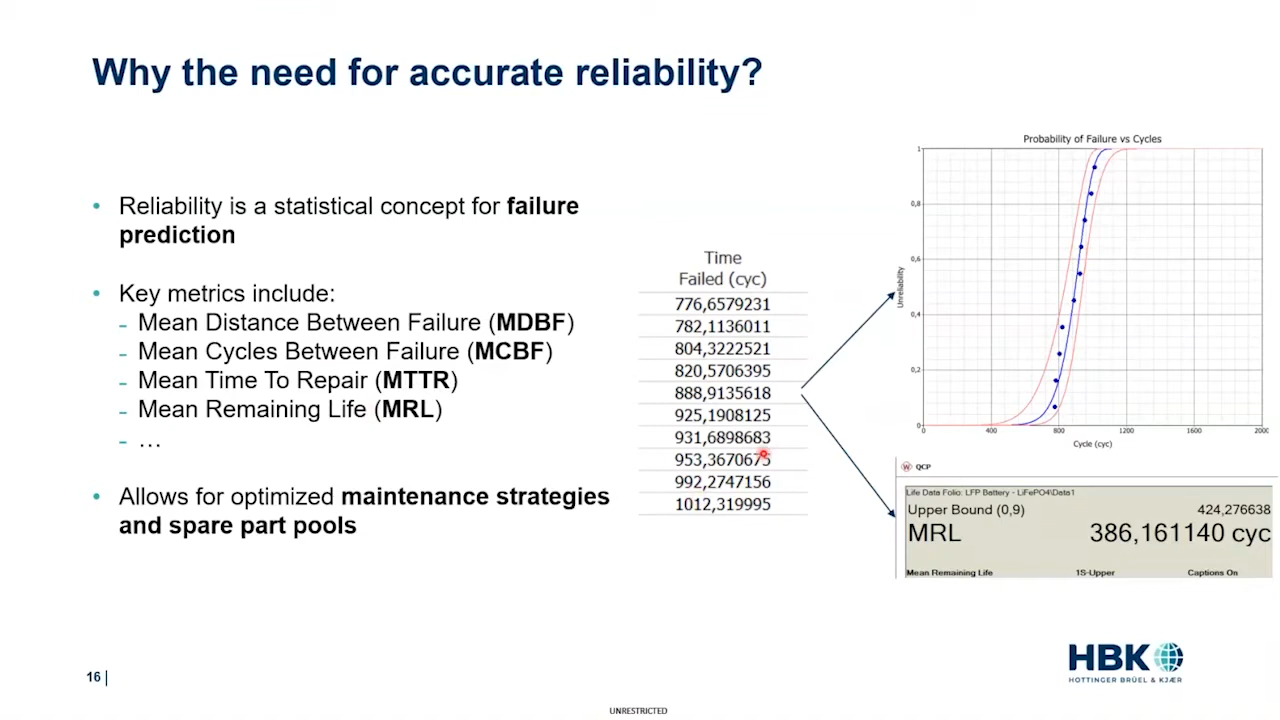 Why the need for accurate reliability?
• Reliability is a statistical concept for failure
prediction
• Key metrics include:
- Mean Distance Between Failure (MDBF)
- Mean Cycles Between Failure (MCBF)
- Mean Time To Repair (MTTR)
- Mean Remaining Life (MRL)
- …
• Allows for optimized maintenance strategies
and spare part pools
Time
Failed (cyc)
776,6579231
782,1136011
804,3222521
820,5706395
888,9135618
925,1908125
931,6898683
953,3670675
992,2747156
1012,319995
Probability of Failure vs Cycles
Unreliability
1
0,8
0,6
0,4
0,2
0
0 400 800 1200 1600 2000
Cycle (cyc)
QCP
Life Data Folio: LFP Battery - LiFePO4\Data1
Upper Bound (0,9) 424,276638
MRL 386,161140 cyc
Mean Remaining Life 1S-Upper Captions On
HBK
HOTTINGER BRÜEL & KJÆR
16 |
UNRESTRICTED